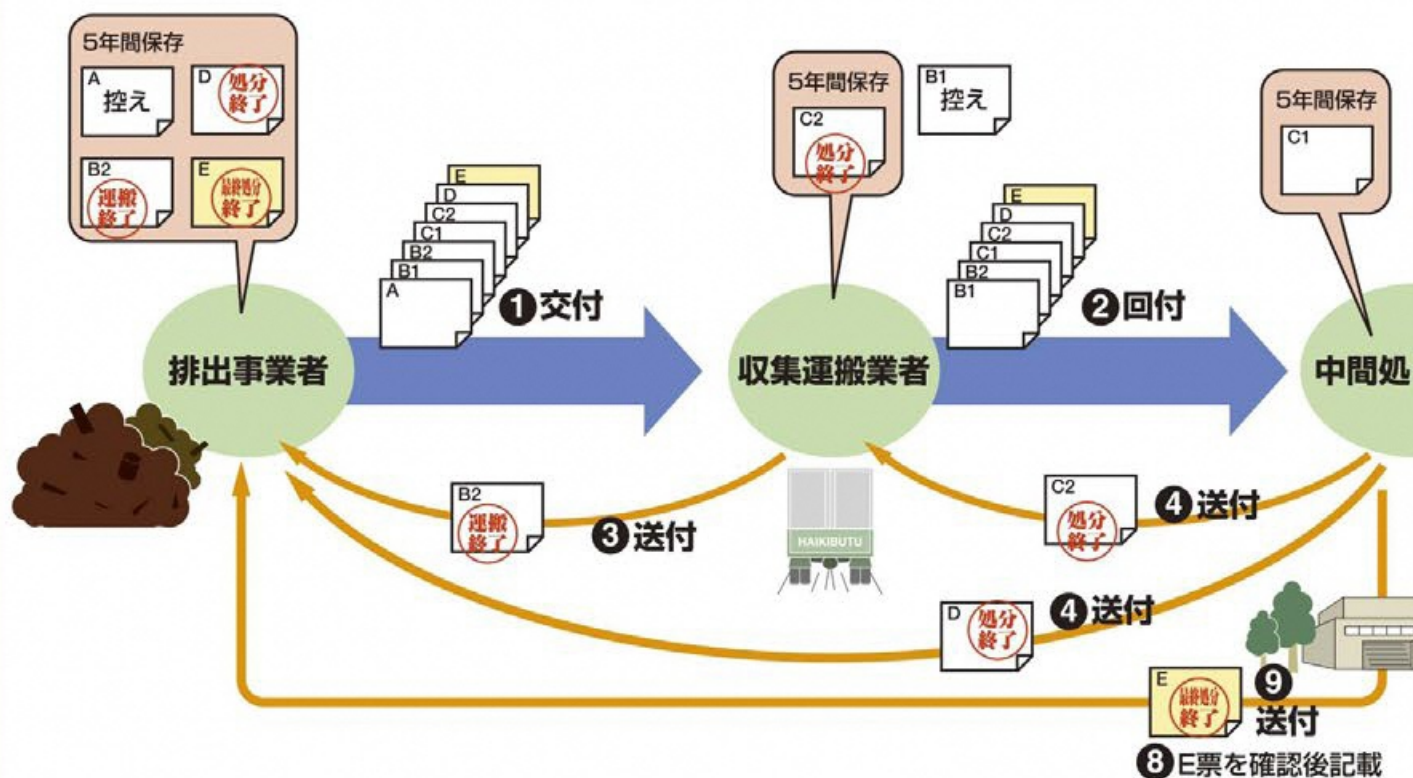 5年間保存
A
控え
D
処分
終了
B2
運搬
終了
E
最終処分
終了
E
D
C2
C1
B2
B1
A
❶交付
5年間保存
C2
処分
終了
B1
控え
E
D
C2
C1
B2
B1
❷回付
5年間保存
C1
排出事業者
収集運搬業者
中間処
B2
運搬
終了
❸送付
HAIKIBUTU
C2
処分
終了
❹送付
D
処分
終了
❹送付
E
最終処分
終了
❾
送付
❽E票を確認後記載